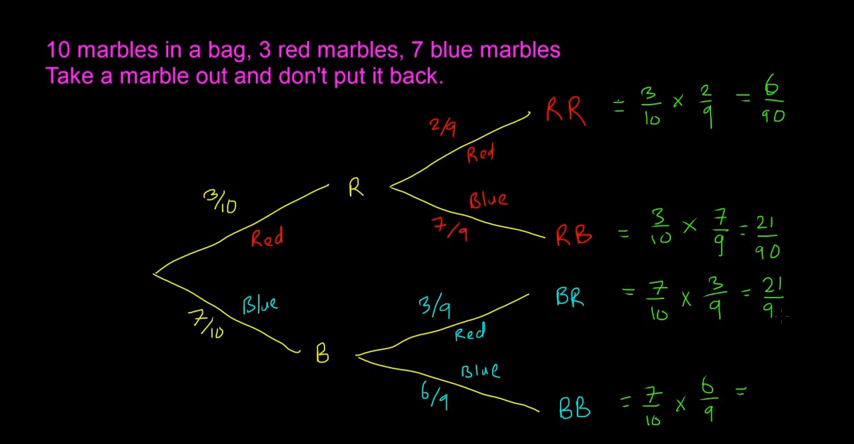 10 marbles in a bag, 3 red marbles, 7 blue marbles
Take a marble out and don't put it back.
2/9
Red
RR = 3/10 × 2/9 = 6/90
3/10
Red
R
Blue
7/9
RB = 3/10 × 7/9 = 21/90
Blue
7/10
B
3/9
Red
BR = 7/10 × 3/9 = 21/9
Blue
6/9
BB = 7/10 × 6/9 =